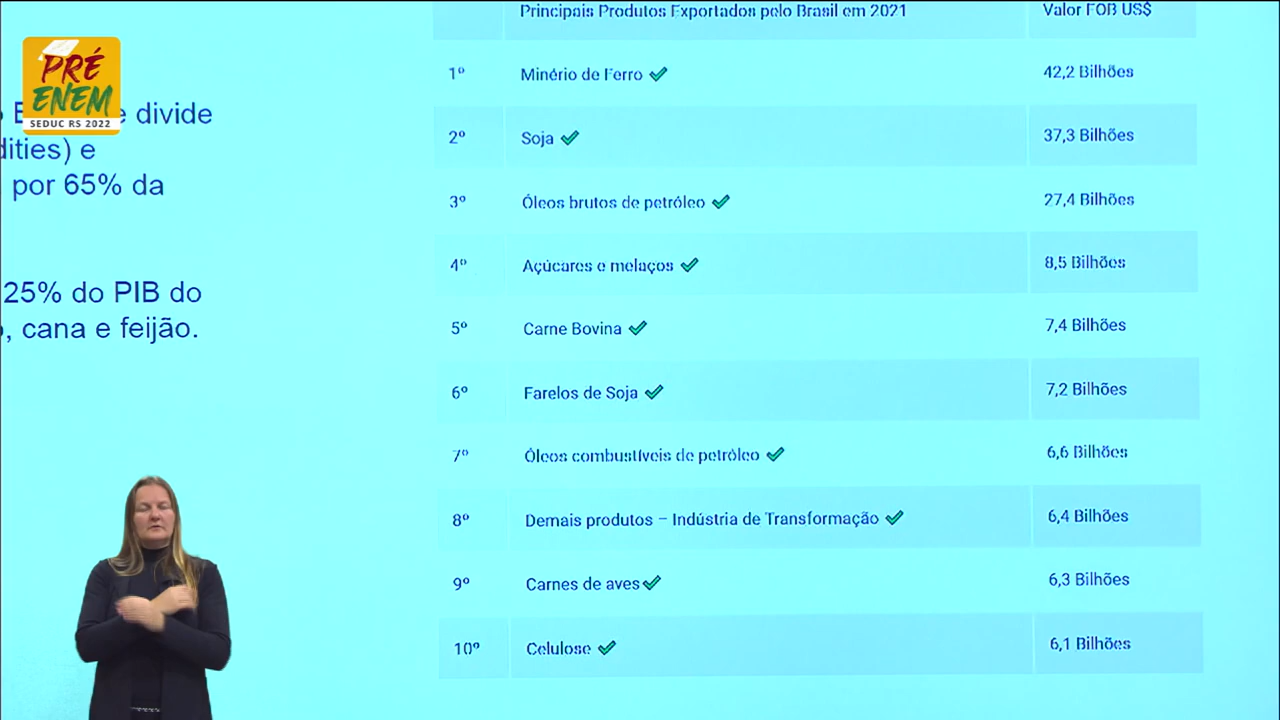 PRÉ
ENEM
SEDUC RS 2022
divide
dities) e
por 65% da
25% do PIB do
, cana e feijão.
Principais Produtos Exportados pelo Brasil em 2021 Valor FOB US$
1º Minério de Ferro ✓ 42,2 Bilhões
2º Soja ✓ 37,3 Bilhões
3º Óleos brutos de petróleo ✓ 27,4 Bilhões
4º Açúcares e melaços ✓ 8,5 Bilhões
5º Carne Bovina ✓ 7,4 Bilhões
6º Farelos de Soja ✓ 7,2 Bilhões
7º Óleos combustíveis de petróleo ✓ 6,6 Bilhões
8º Demais produtos – Indústria de Transformação ✓ 6,4 Bilhões
9º Carnes de aves ✓ 6,3 Bilhões
10º Celulose ✓ 6,1 Bilhões